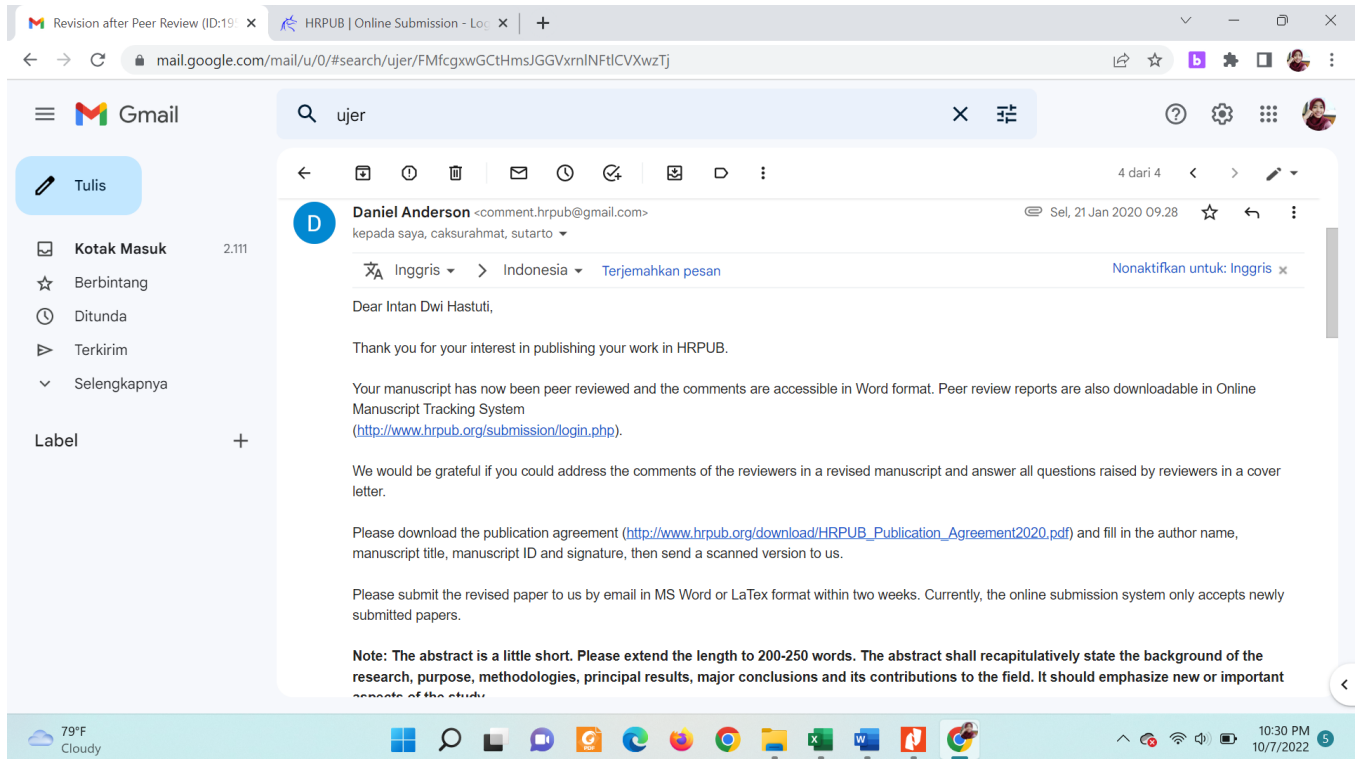 Revision after Peer Review (ID:19
HRPUB | Online Submission - Log
mail.google.com/mail/u/0/#search/ujer/FMfcgxwGCtHmsJGGVxrnlNFtlCVXwzTj
Gmail
ujer
Tulis
4 dari 4
Kotak Masuk 2.111
Berbintang
Ditunda
Terkirim
Selengkapnya
Label
D
Daniel Anderson <comment.hrpub@gmail.com>
Sel, 21 Jan 2020 09.28
kepada saya, caksurahmat, sutarto
Inggris > Indonesia Terjemahkan pesan
Nonaktifkan untuk: Inggris
Dear Intan Dwi Hastuti,
Thank you for your interest in publishing your work in HRPUB.
Your manuscript has now been peer reviewed and the comments are accessible in Word format. Peer review reports are also downloadable in Online
Manuscript Tracking System
(http://www.hrpub.org/submission/login.php).
We would be grateful if you could address the comments of the reviewers in a revised manuscript and answer all questions raised by reviewers in a cover
letter.
Please download the publication agreement (http://www.hrpub.org/download/HRPUB_Publication_Agreement2020.pdf) and fill in the author name,
manuscript title, manuscript ID and signature, then send a scanned version to us.
Please submit the revised paper to us by email in MS Word or LaTex format within two weeks. Currently, the online submission system only accepts newly
submitted papers.
Note: The abstract is a little short. Please extend the length to 200-250 words. The abstract shall recapitulatively state the background of the
research, purpose, methodologies, principal results, major conclusions and its contributions to the field. It should emphasize new or important
aspects of the study
79°F
Cloudy
10:30 PM
10/7/2022
5